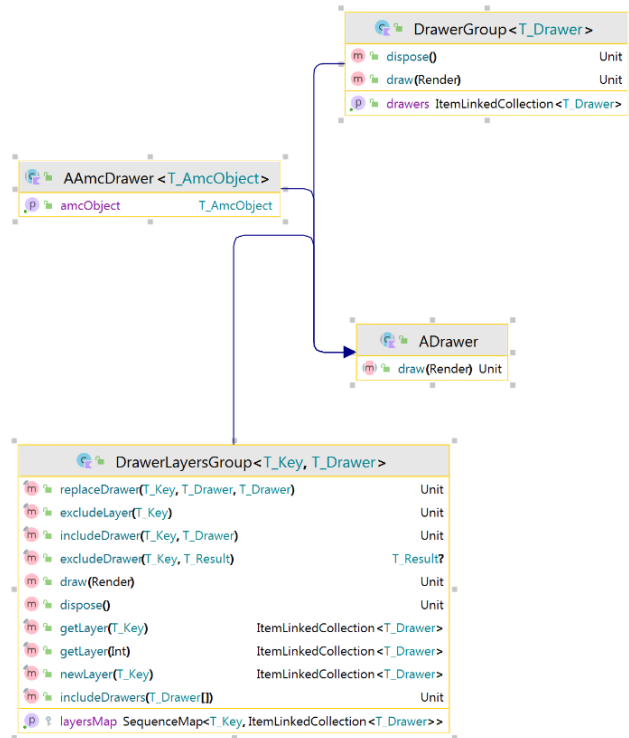 DrawerGroup<T_Drawer>
dispose() Unit
draw(Render) Unit
drawers ItemLinkedCollection<T_Drawer>
AAmcDrawer<T_AmcObject>
amcObject T_AmcObject
ADrawer
draw(Render) Unit
DrawerLayersGroup<T_Key, T_Drawer>
replaceDrawer(T_Key, T_Drawer, T_Drawer) Unit
excludeLayer(T_Key) Unit
includeDrawer(T_Key, T_Drawer) Unit
excludeDrawer(T_Key, T_Result) T_Result?
draw(Render) Unit
dispose() Unit
getLayer(T_Key) ItemLinkedCollection<T_Drawer>
getLayer(Int) ItemLinkedCollection<T_Drawer>
newLayer(T_Key) ItemLinkedCollection<T_Drawer>
includeDrawers(T_Drawer[]) Unit
layersMap SequenceMap<T_Key, ItemLinkedCollection<T_Drawer>>